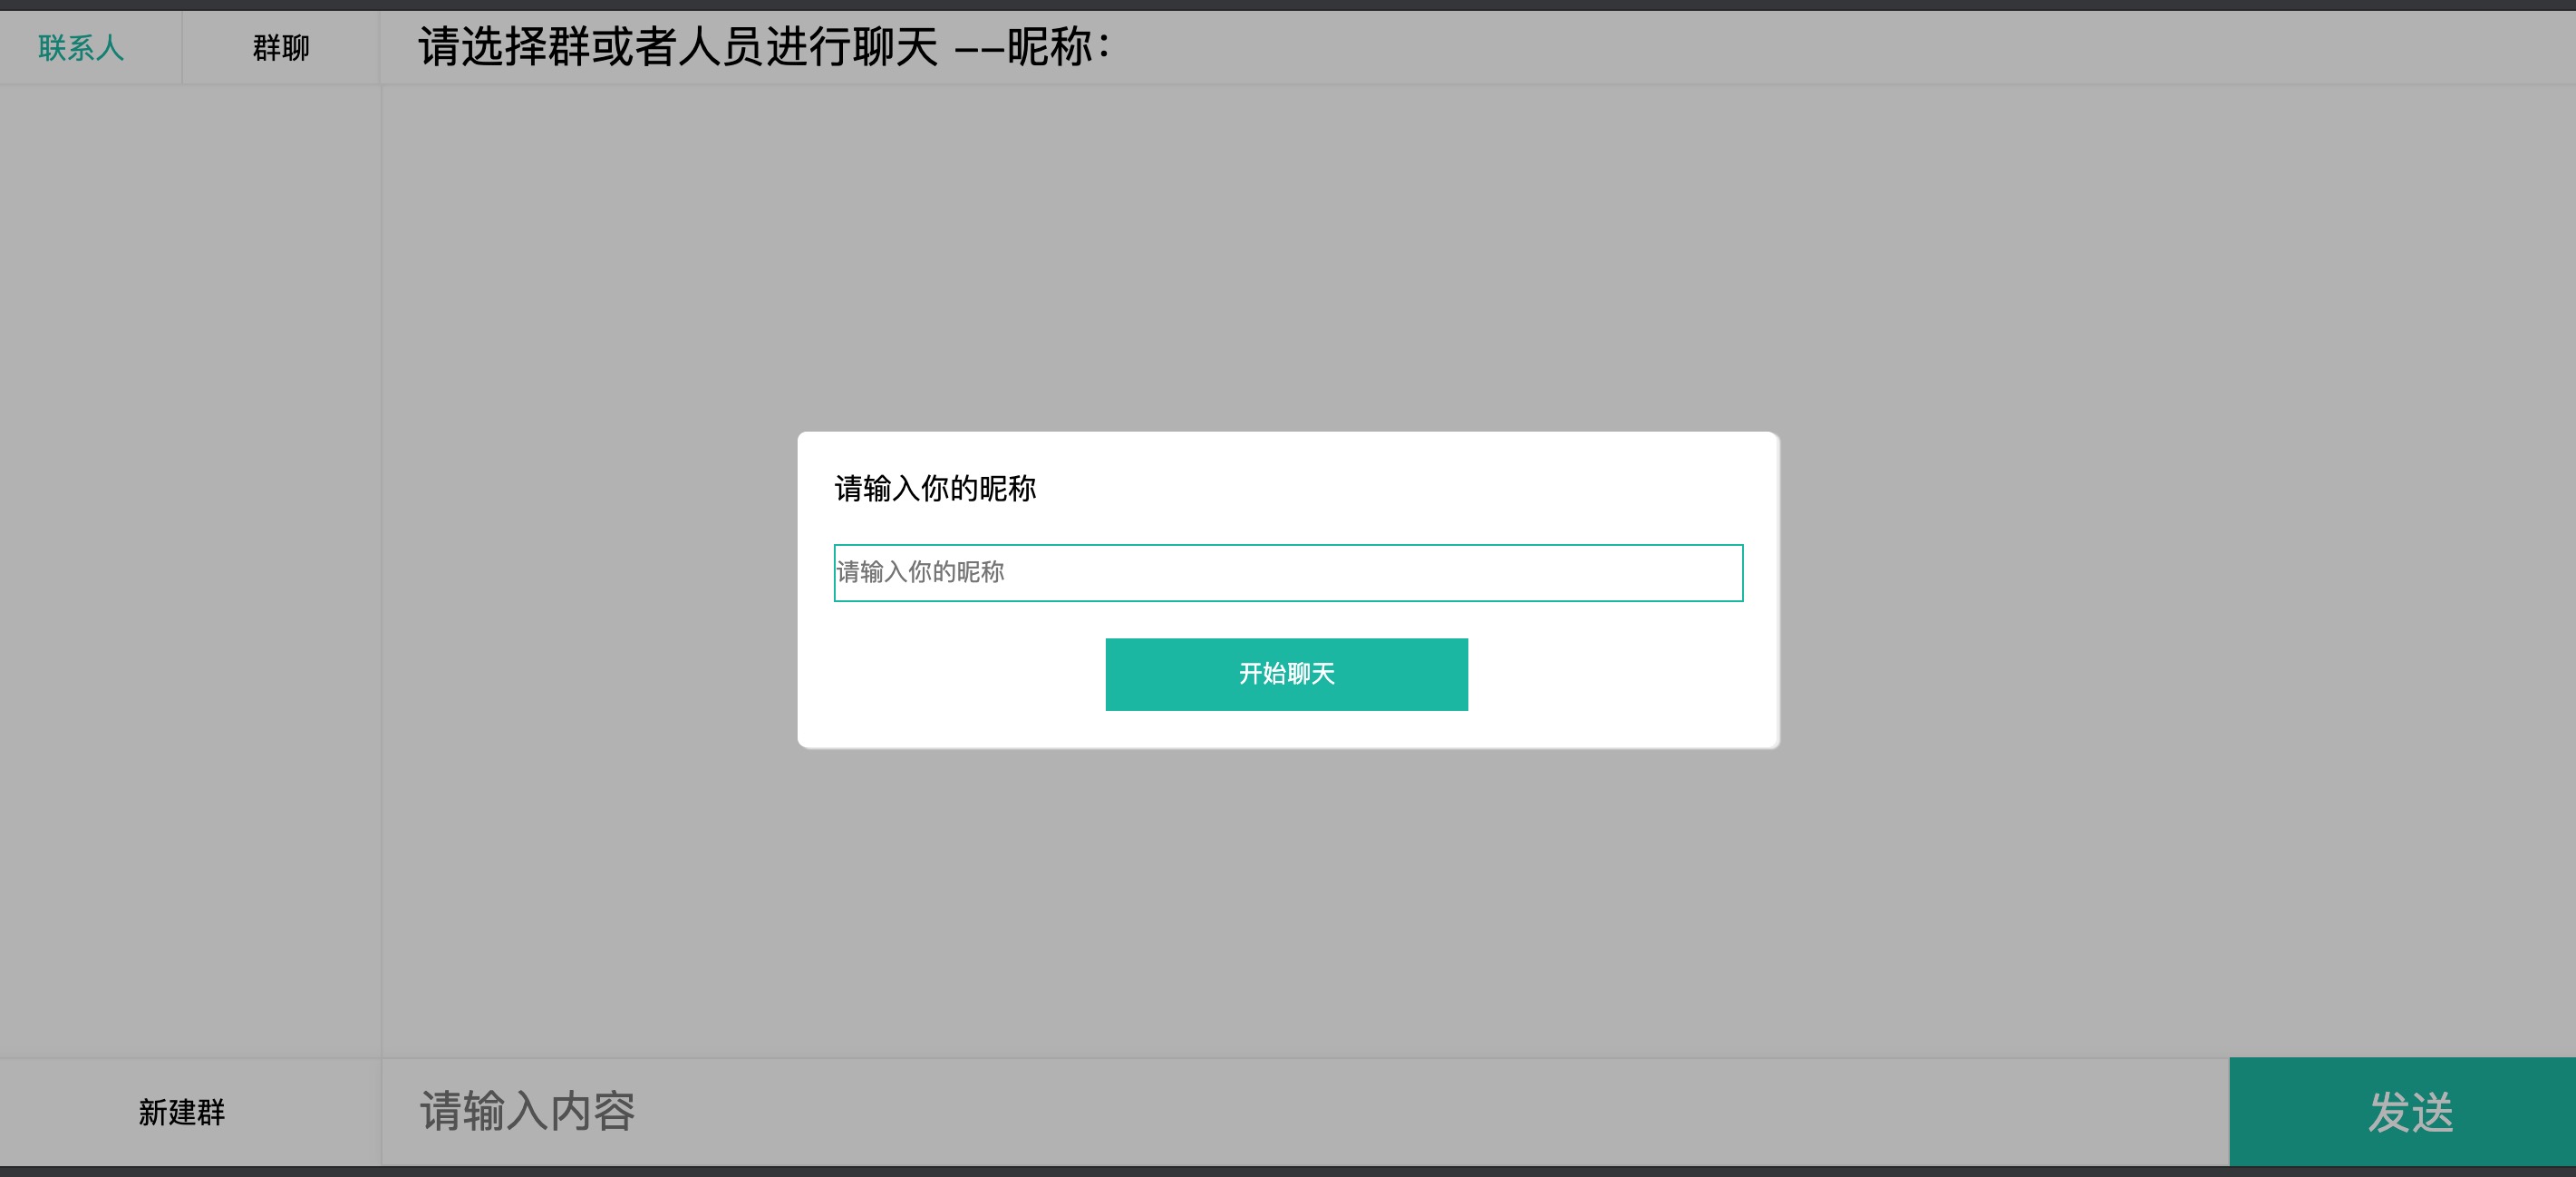 联系人
群聊
请选择群或者人员进行聊天 --昵称：
请输入你的昵称
请输入你的昵称
开始聊天
新建群
请输入内容
发送